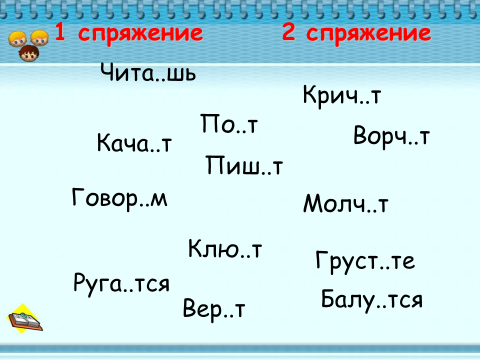 1 спряжение
2 спряжение
Чита..шь
Крич..т
По..т
Ворч..т
Кача..т
Пиш..т
Говор..м
Молч..т
Клю..т
Груст..те
Руга..тся
Балу..тся
Вер..т